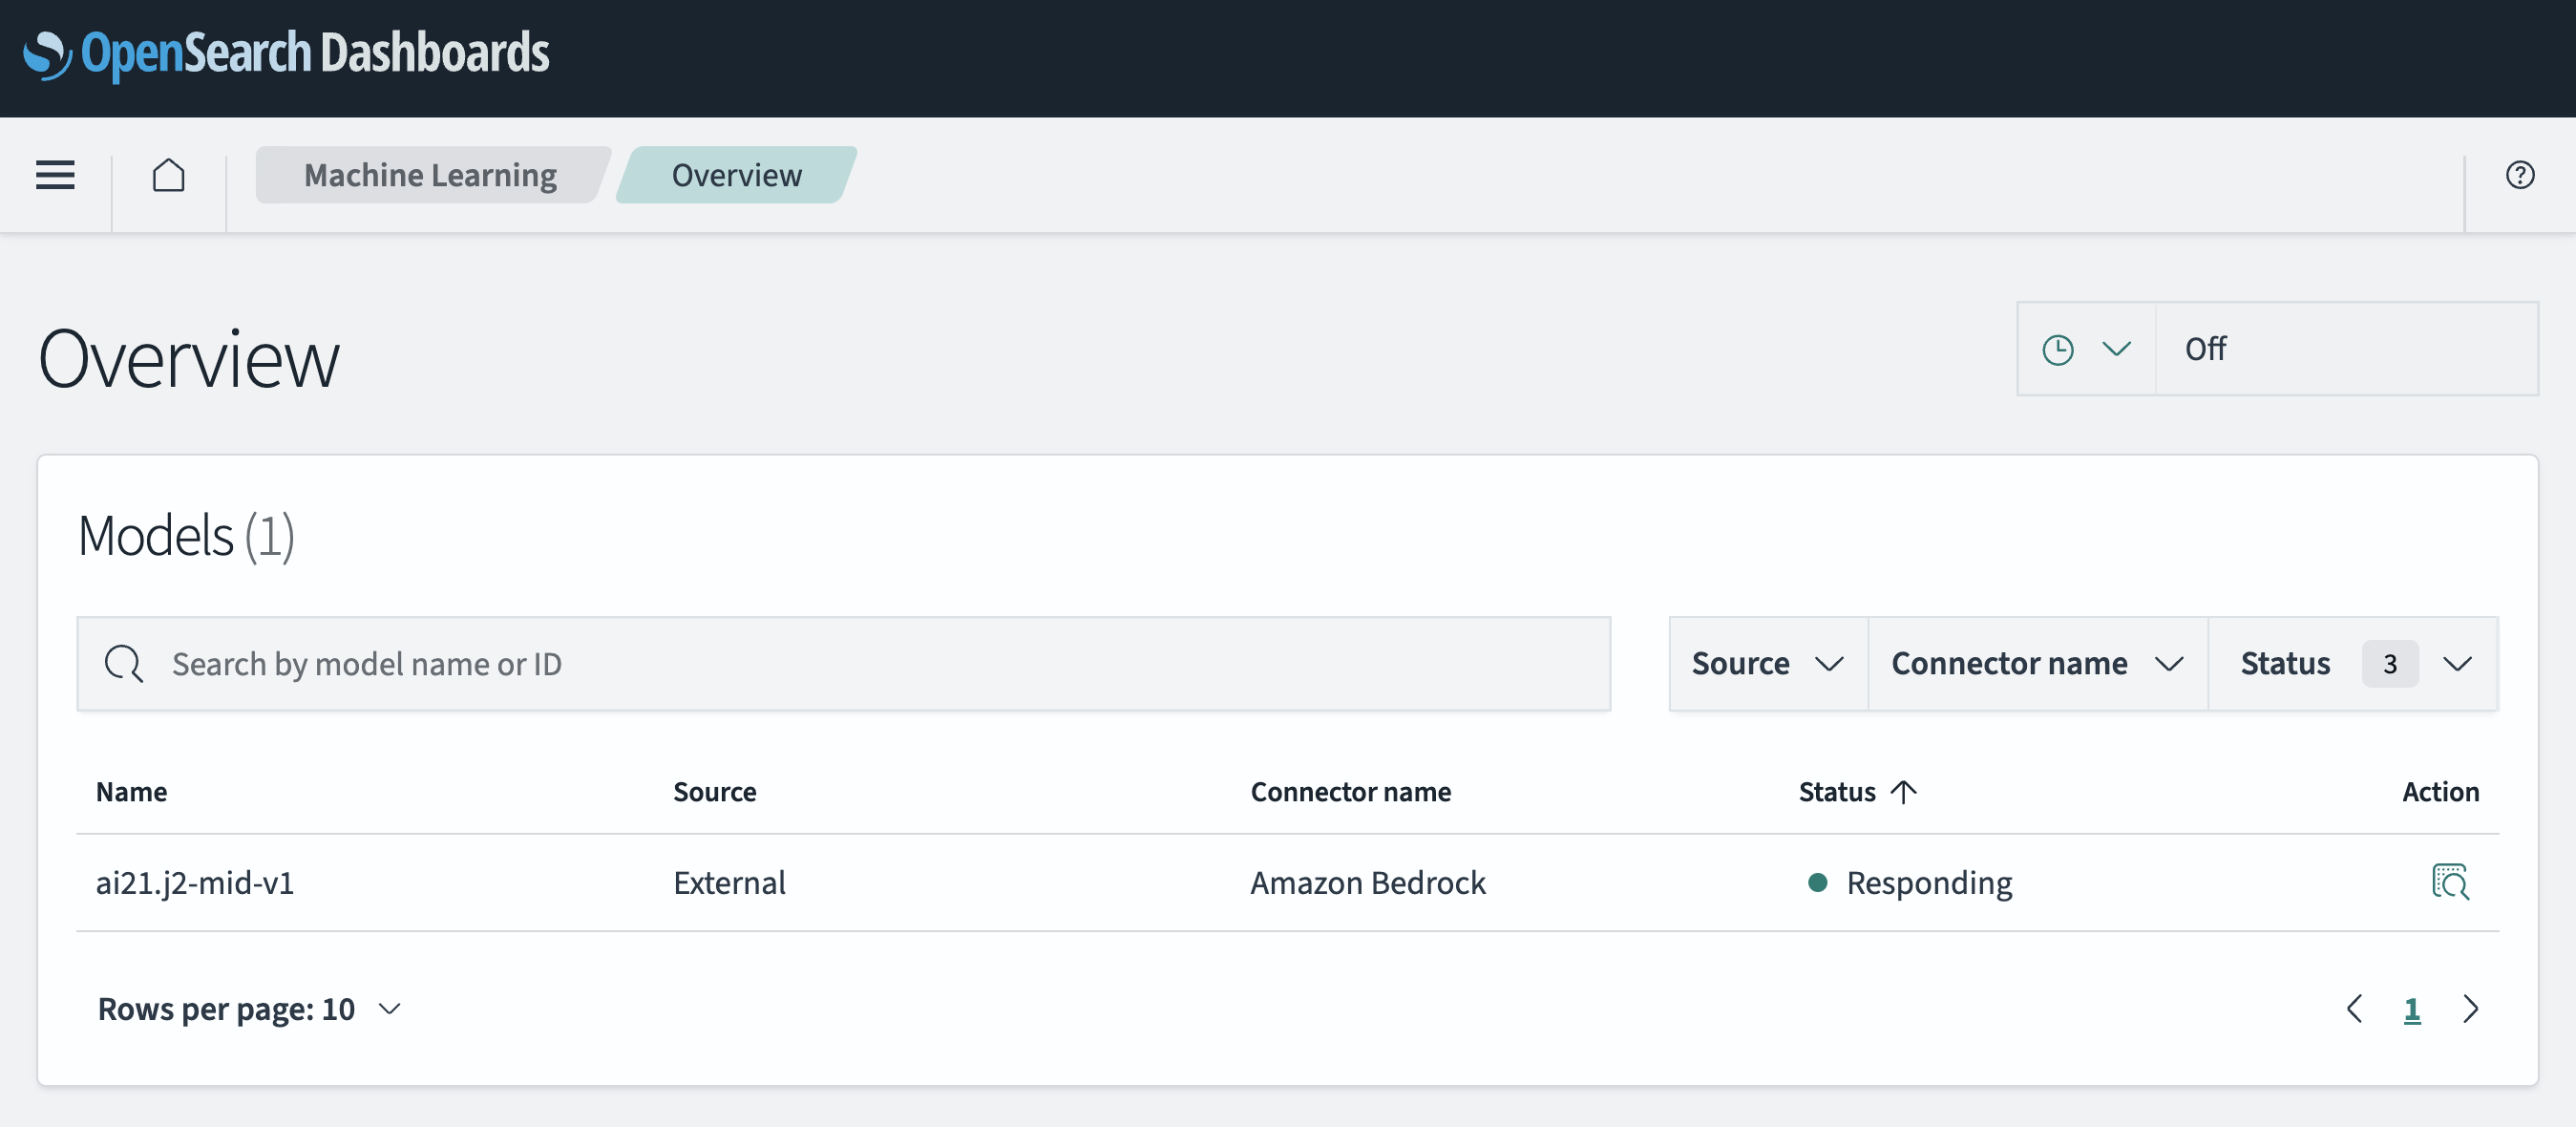 OpenSearch Dashboards
Machine Learning Overview
Overview
Off
Models (1)
Search by model name or ID
Source Connector name Status 3
Name Source Connector name Status Action
ai21.j2-mid-v1 External Amazon Bedrock Responding
Rows per page: 10
1